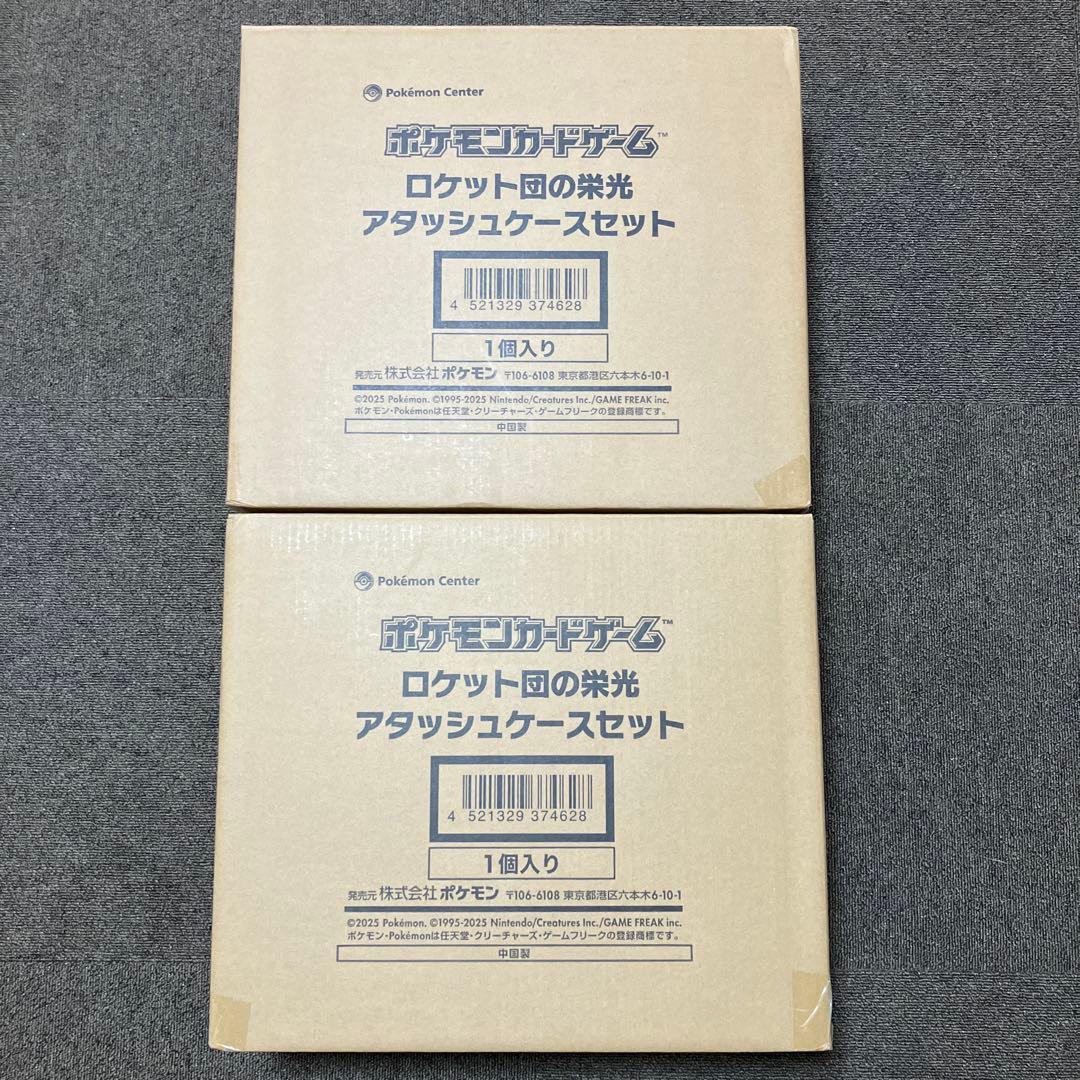 Pokémon Center
ポケモンカードゲーム™
ロケット団の栄光
アタッシュケースセット
4 521329 374628
1個入り
発売元 株式会社ポケモン 〒106-6108 東京都港区六本木6-10-1
©2025 Pokémon. ©1995-2025 Nintendo/Creatures Inc./GAME FREAK inc.
ポケモン・Pokémonは任天堂・クリーチャーズ・ゲームフリークの登録商標です。
中国製
Pokémon Center
ポケモンカードゲーム™
ロケット団の栄光
アタッシュケースセット
4 521329 374628
1個入り
発売元 株式会社ポケモン 〒106-6108 東京都港区六本木6-10-1
©2025 Pokémon. ©1995-2025 Nintendo/Creatures Inc./GAME FREAK inc.
ポケモン・Pokémonは任天堂・クリーチャーズ・ゲームフリークの登録商標です。
中国製